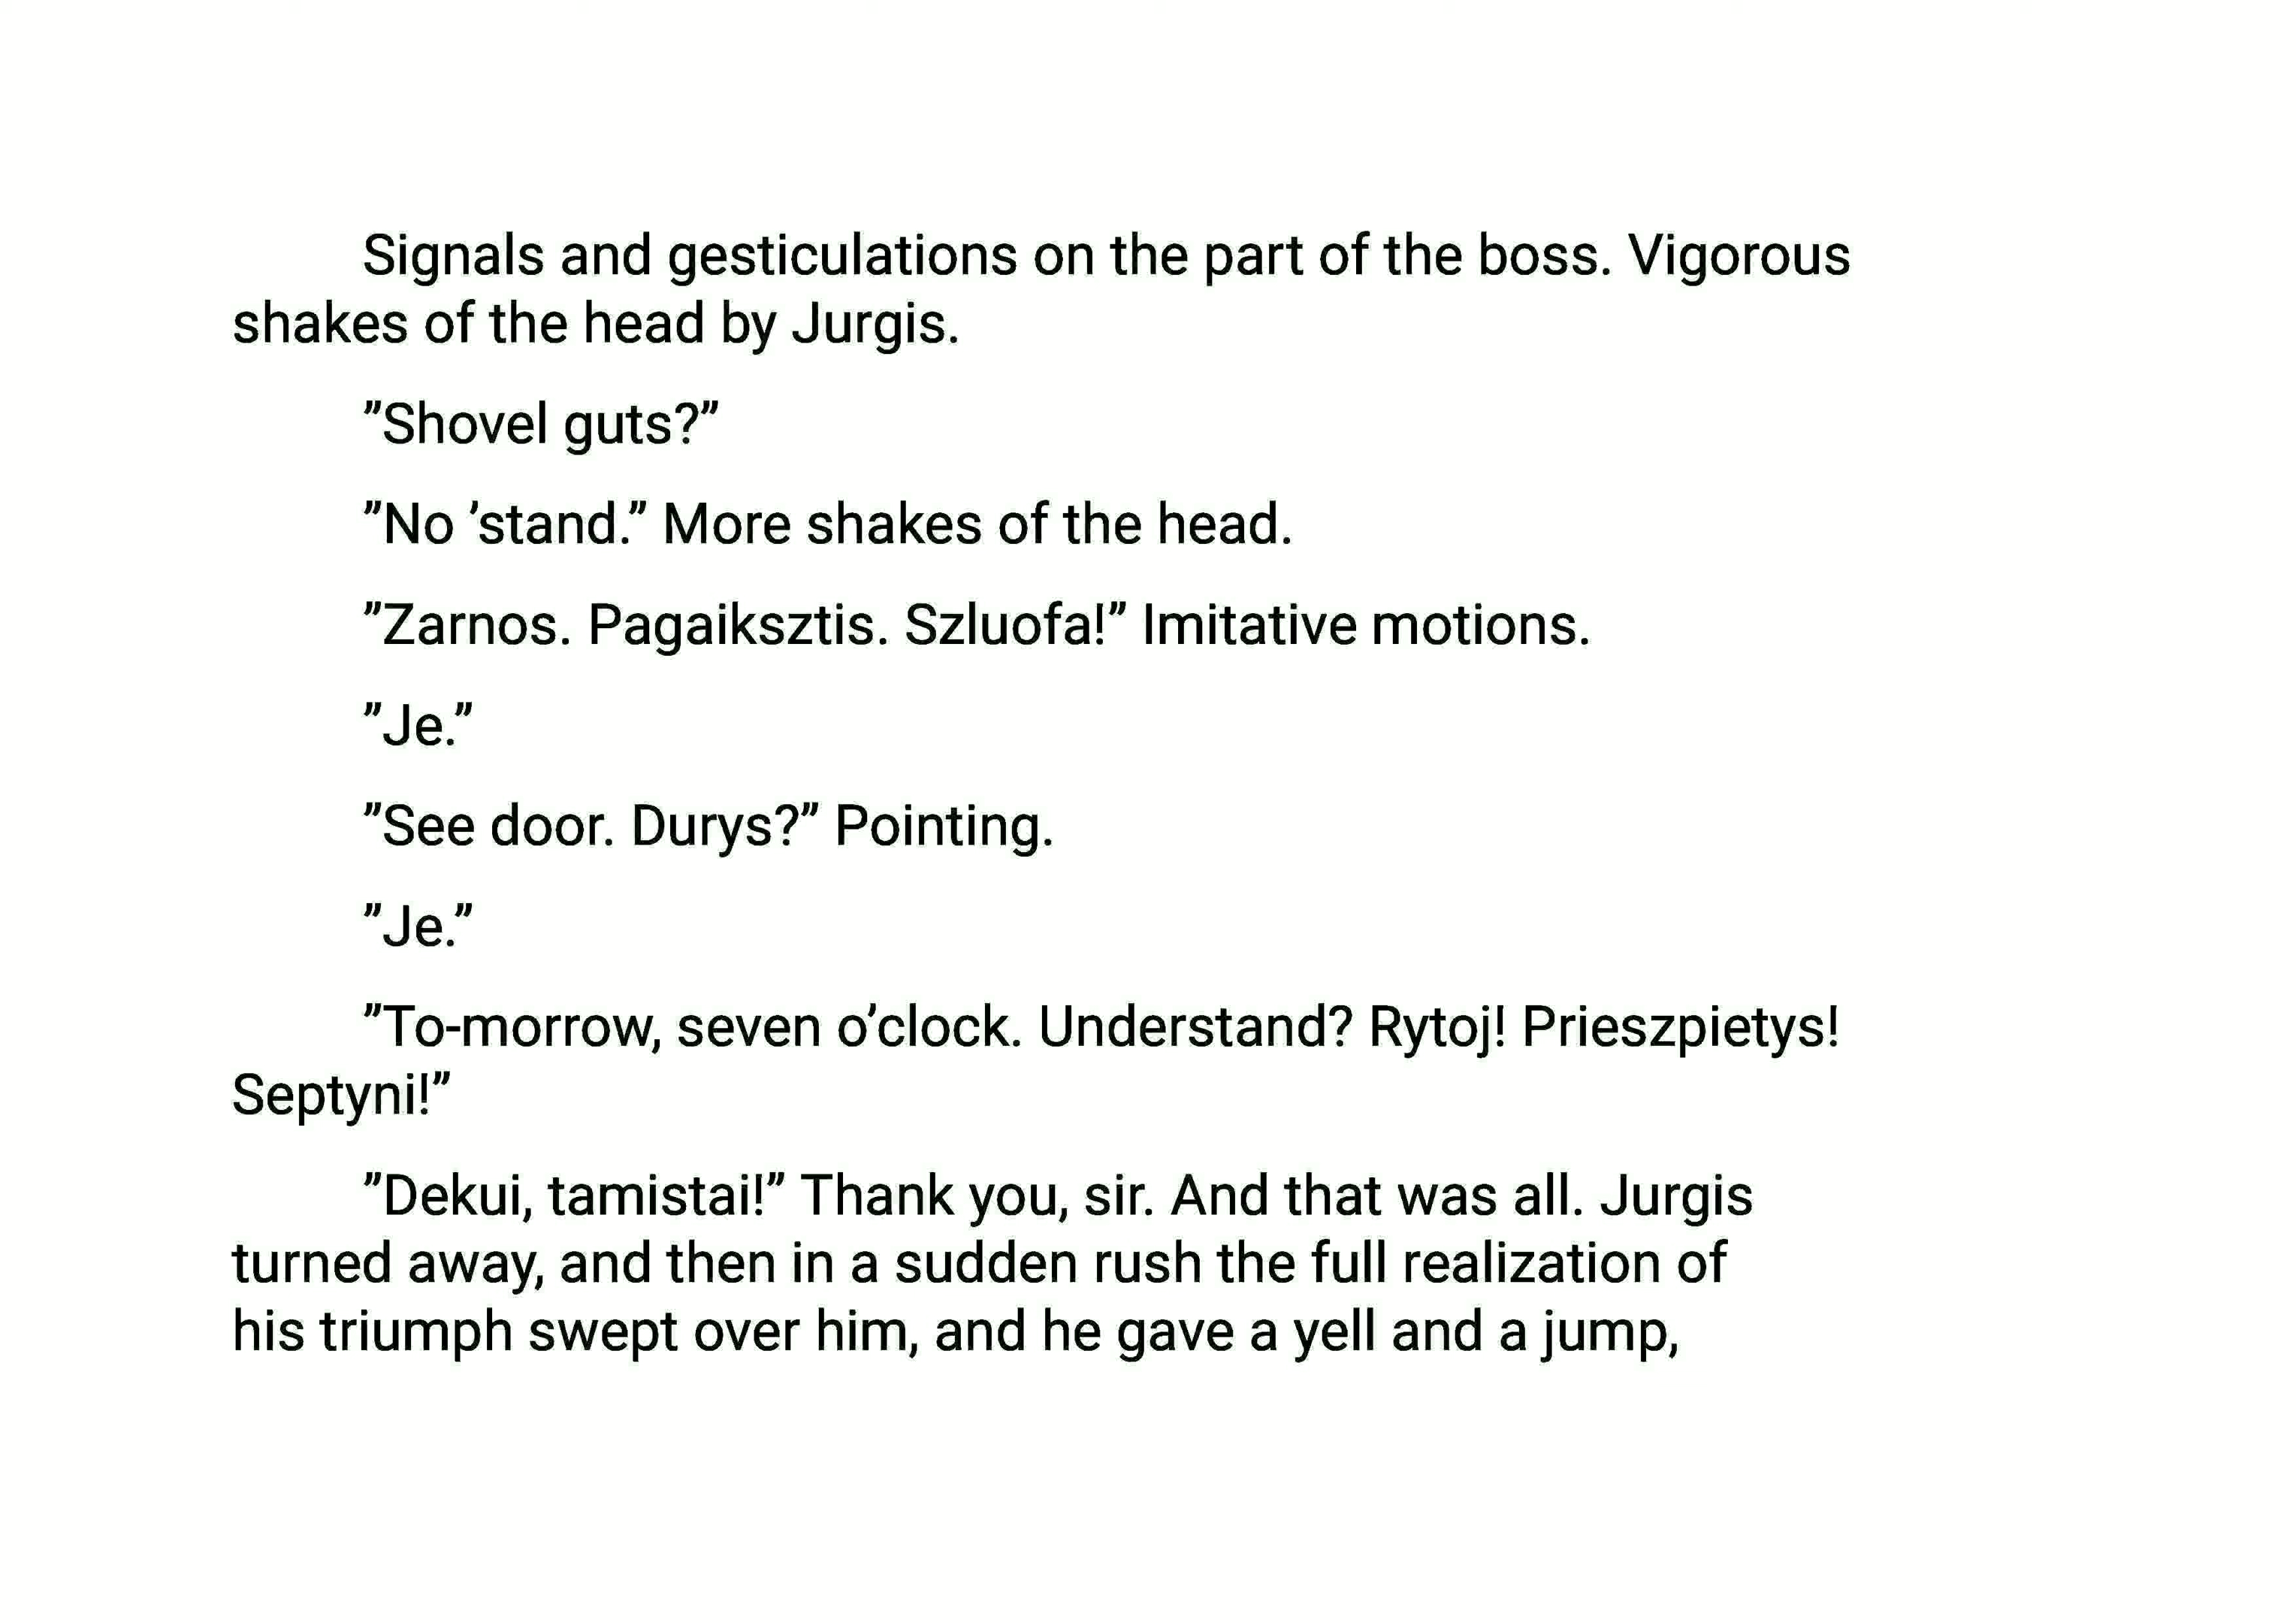 Signals and gesticulations on the part of the boss. Vigorous
shakes of the head by Jurgis.
”Shovel guts?”
”No ’stand.” More shakes of the head.
”Zarnos. Pagaiksztis. Szluofa!” Imitative motions.
”Je.”
”See door. Durys?” Pointing.
”Je.”
”To-morrow, seven o’clock. Understand? Rytoj! Prieszpietys!
Septyni!”
”Dekui, tamistai!” Thank you, sir. And that was all. Jurgis
turned away, and then in a sudden rush the full realization of
his triumph swept over him, and he gave a yell and a jump,